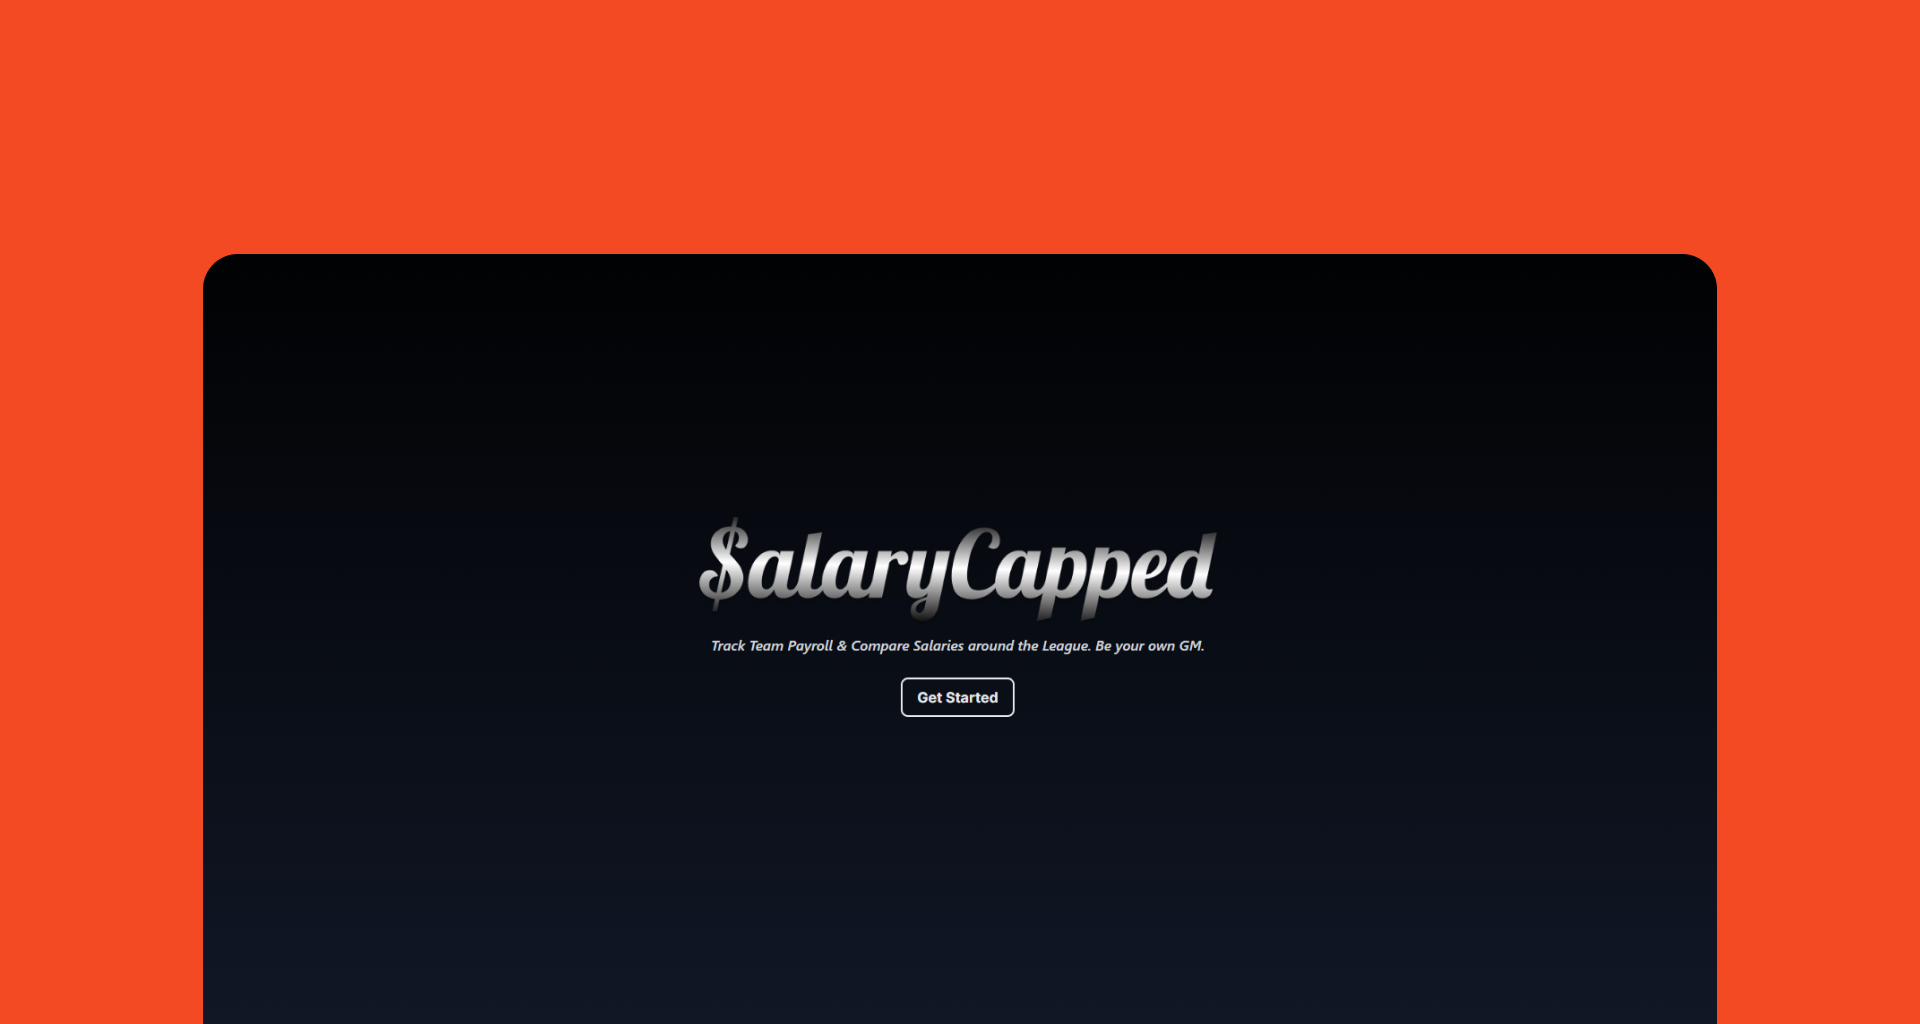 $alaryCapped
Track Team Payroll & Compare Salaries around the League. Be your own GM.
Get Started